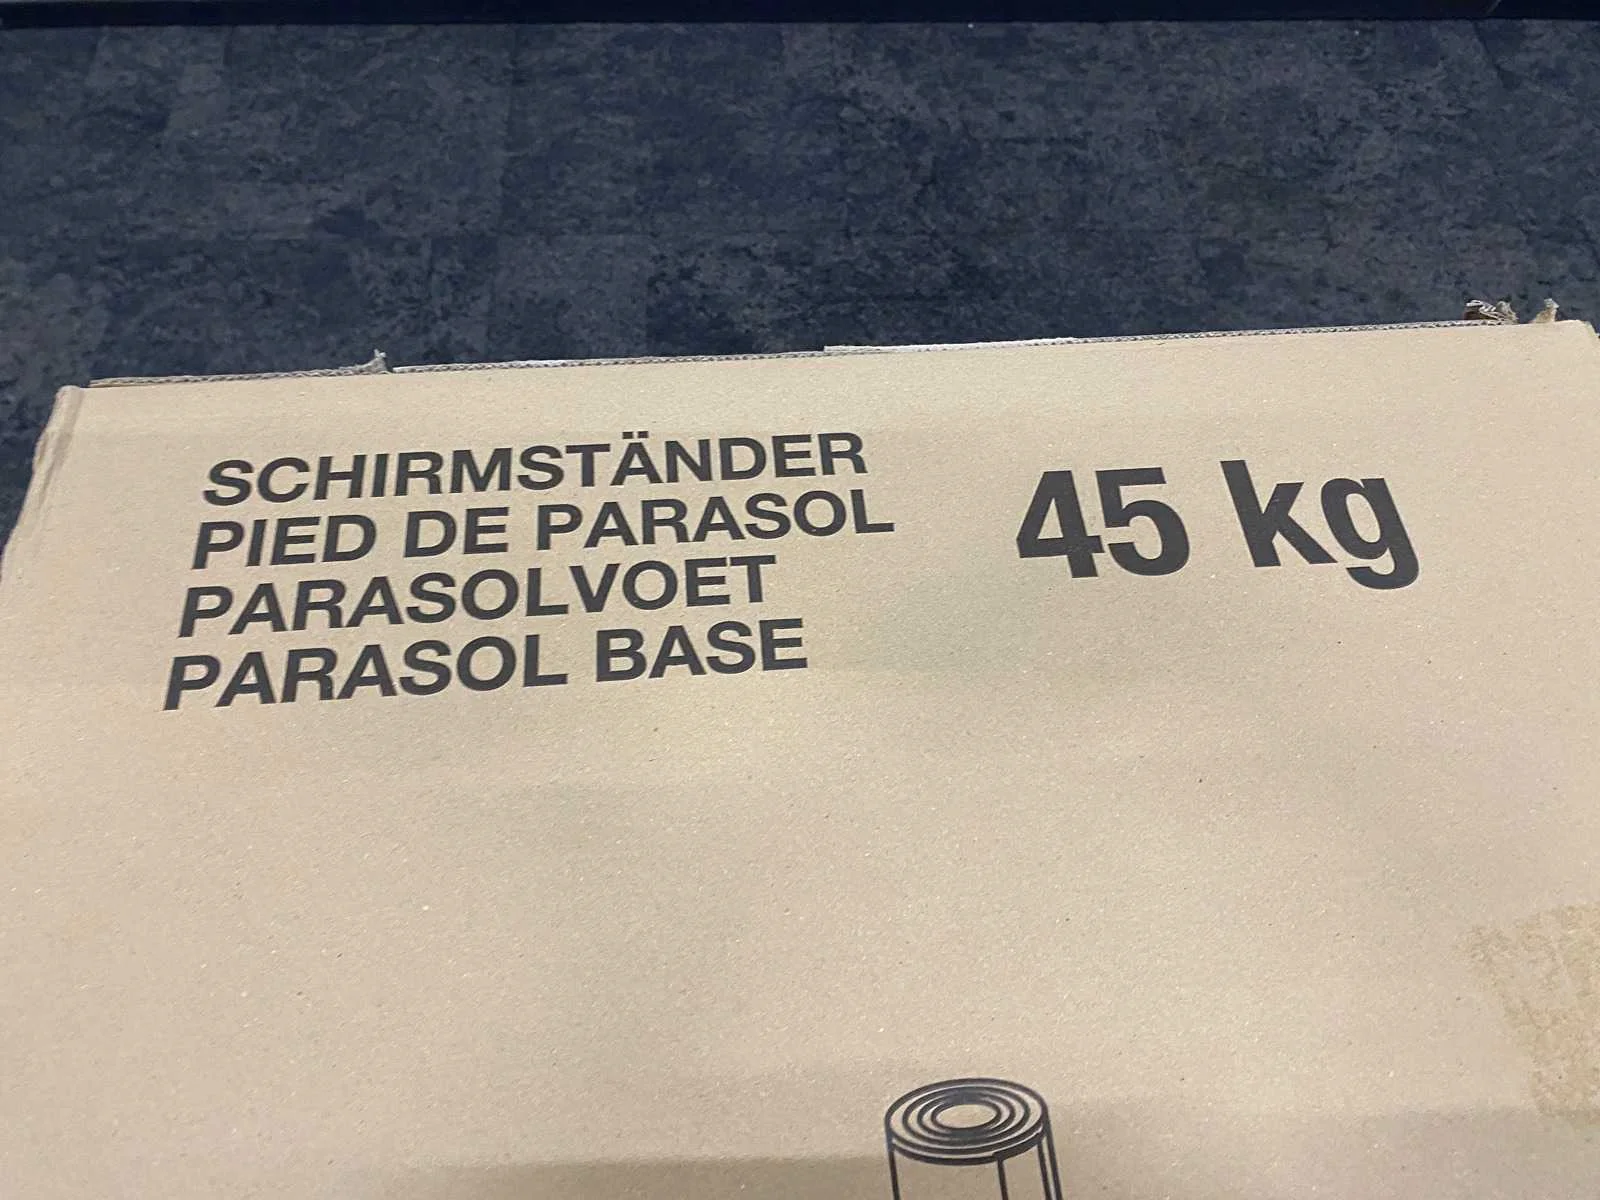 SCHIRMSTÄNDER
PIED DE PARASOL
PARASOLVOET
PARASOL BASE
45 kg